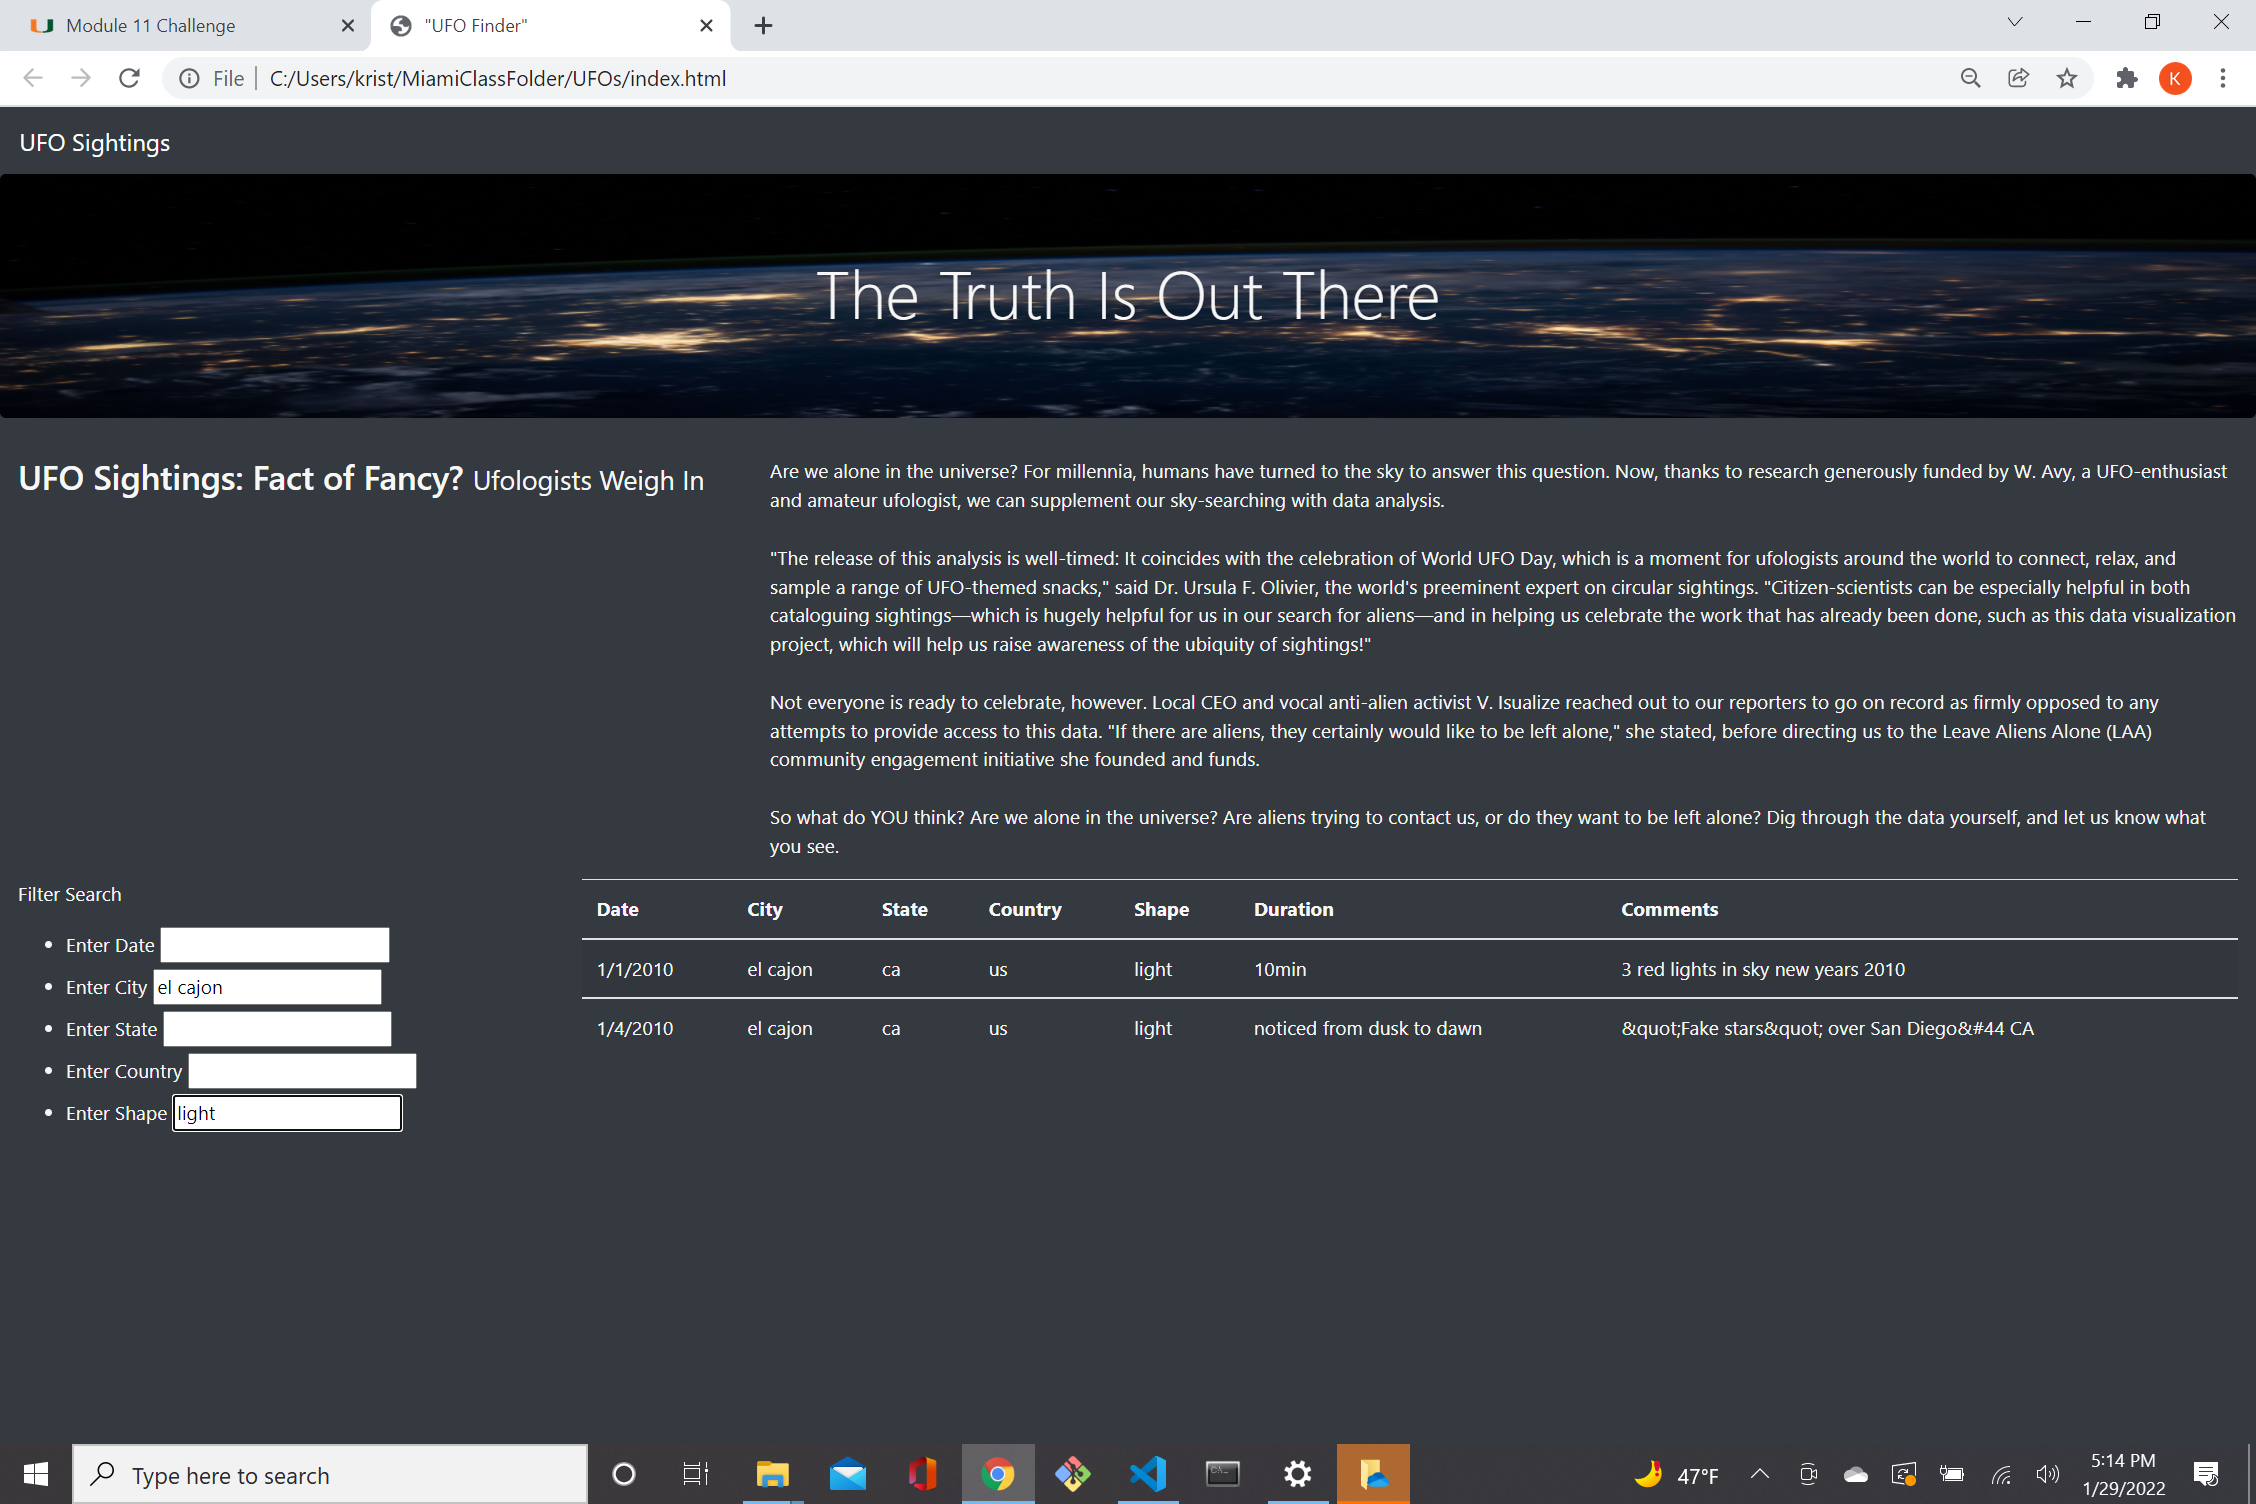 Module 11 Challenge
"UFO Finder"
File | C:/Users/krist/MiamiClassFolder/UFOs/index.html
K
UFO Sightings
The Truth Is Out There
UFO Sightings: Fact of Fancy? Ufologists Weigh In
Are we alone in the universe? For millennia, humans have turned to the sky to answer this question. Now, thanks to research generously funded by W. Avy, a UFO-enthusiast
and amateur ufologist, we can supplement our sky-searching with data analysis.
"The release of this analysis is well-timed: It coincides with the celebration of World UFO Day, which is a moment for ufologists around the world to connect, relax, and
sample a range of UFO-themed snacks," said Dr. Ursula F. Olivier, the world's preeminent expert on circular sightings. "Citizen-scientists can be especially helpful in both
cataloguing sightings—which is hugely helpful for us in our search for aliens—and in helping us celebrate the work that has already been done, such as this data visualization
project, which will help us raise awareness of the ubiquity of sightings!"
Not everyone is ready to celebrate, however. Local CEO and vocal anti-alien activist V. Isualize reached out to our reporters to go on record as firmly opposed to any
attempts to provide access to this data. "If there are aliens, they certainly would like to be left alone," she stated, before directing us to the Leave Aliens Alone (LAA)
community engagement initiative she founded and funds.
So what do YOU think? Are we alone in the universe? Are aliens trying to contact us, or do they want to be left alone? Dig through the data yourself, and let us know what
you see.
Filter Search
Enter Date
Enter City el cajon
Enter State
Enter Country
Enter Shape light
Date City State Country Shape Duration Comments
1/1/2010 el cajon ca us light 10min 3 red lights in sky new years 2010
1/4/2010 el cajon ca us light noticed from dusk to dawn &quot;Fake stars&quot; over San Diego&#44 CA
Type here to search
47°F
5:14 PM
1/29/2022